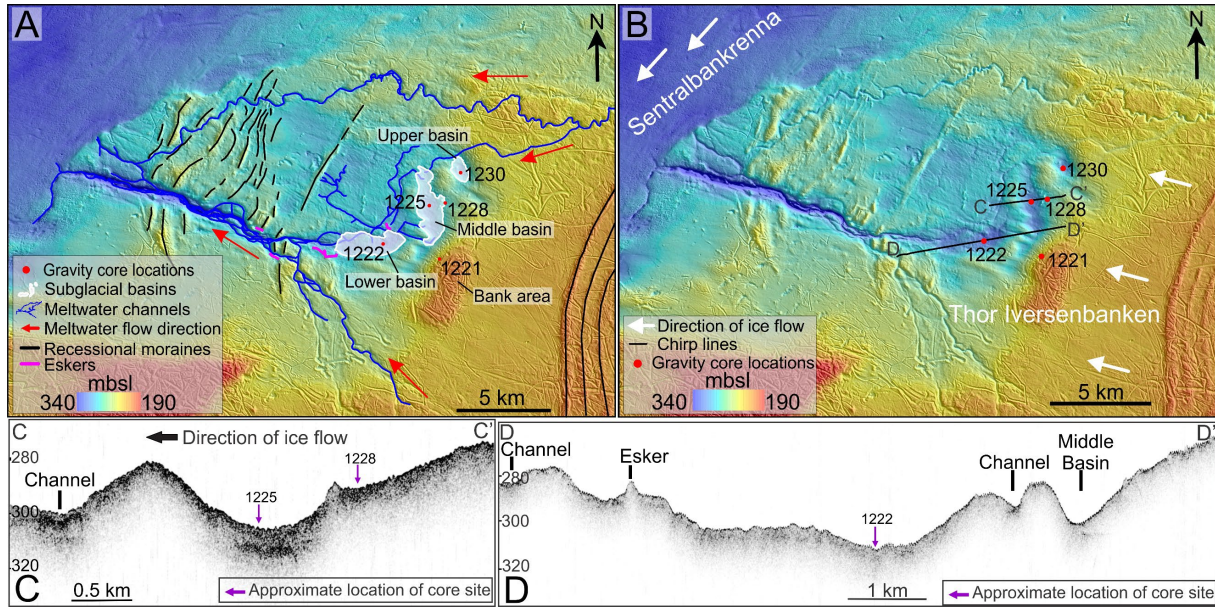 A
N
Upper basin
1230
1225
1228
Middle basin
1222
Lower basin
1221
Bank area
Gravity core locations
Subglacial basins
Meltwater channels
Meltwater flow direction
Recessional moraines
Eskers
mbsl
340 190
5 km
B
N
Sentralbankrenna
1230
1225
C C'
1228
D'
D
1222
1221
Thor Iversenbanken
Direction of ice flow
Chirp lines
Gravity core locations
mbsl
340 190
5 km
C C'
Direction of ice flow
280
Channel
1228
1225
300
320
C
0.5 km
Approximate location of core site
D D'
Channel
Esker
Channel
Middle
Basin
280
300
1222
320
D
1 km
Approximate location of core site